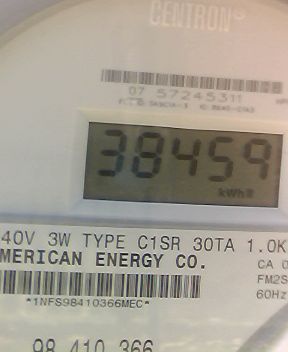 CENTRON®
07 57245311
38459
kWh
40V 3W TYPE C1SR 30TA 1.0K
MERICAN ENERGY CO.
CA 0
FM2S
60Hz
*1NFS98410366MEC*
98 410 366